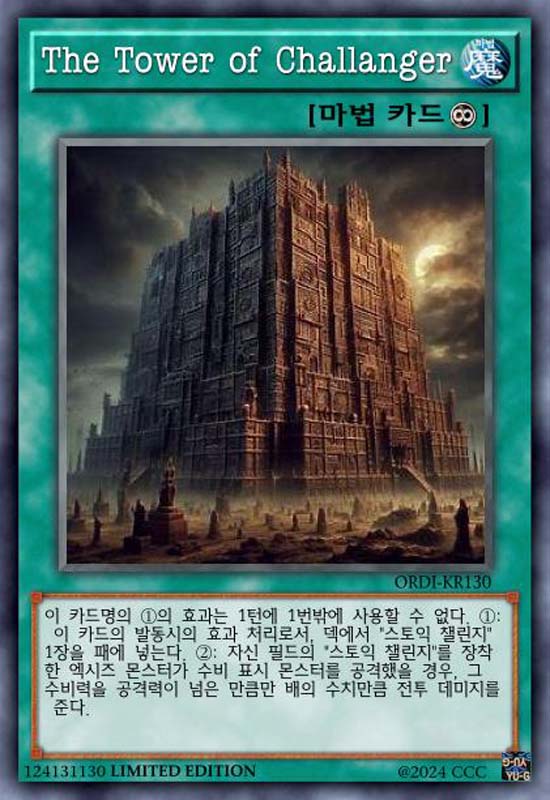 The Tower of Challanger
마법
魔
[마법 카드]
ORDI-KR130
이 카드명의 ①의 효과는 1턴에 1번밖에 사용할 수 없다. ①:
이 카드의 발동시의 효과 처리로서, 덱에서 "스토익 챌린지"
1장을 패에 넣는다. ②: 자신 필드의 "스토익 챌린지"를 장착
한 엑시즈 몬스터가 수비 표시 몬스터를 공격했을 경우, 그
수비력을 공격력이 넘은 만큼만 배의 수치만큼 전투 데미지를
준다.
124131130 LIMITED EDITION
@2024 CCC
YU-G